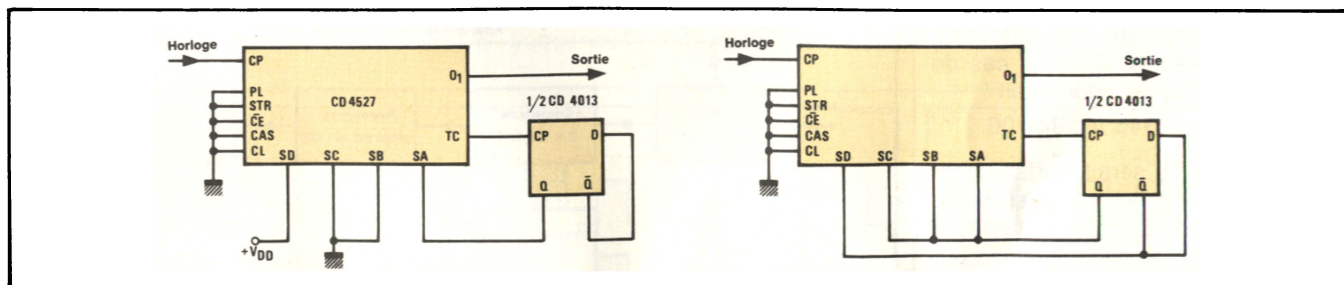 Horloge
CP
O1
Sortie
PL
STR
C̅E̅
CAS
CL
CD 4527
TC
1/2 CD 4013
CP
D
Q
Q̅
SD
SC
SB
SA
+VDD
Horloge
CP
O1
Sortie
PL
STR
C̅E̅
CAS
CL
TC
1/2 CD 4013
CP
D
Q
Q̅
SD
SC
SB
SA